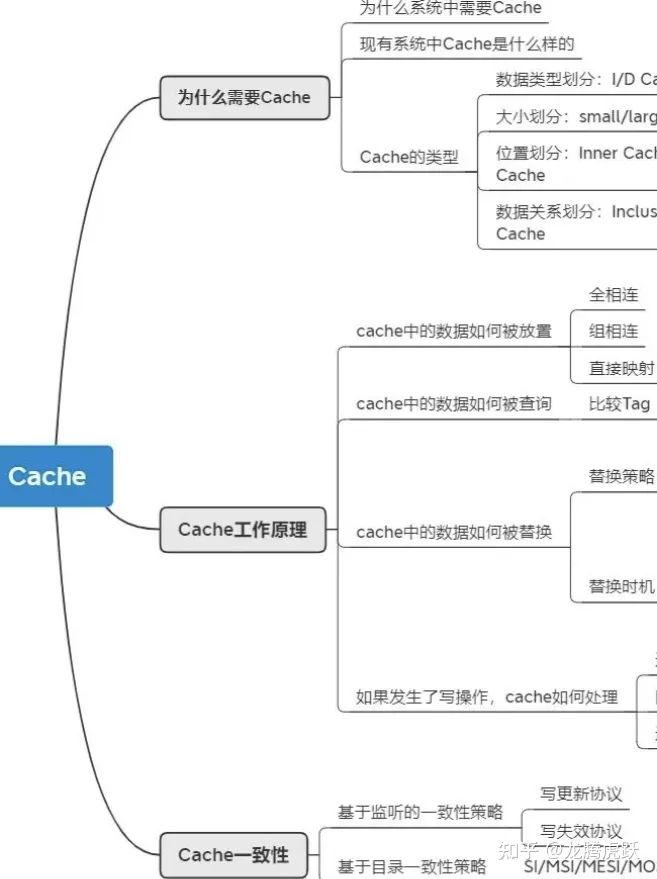 为什么系统中需要Cache
现有系统中Cache是什么样的
为什么需要Cache
数据类型划分：I/D
大小划分：small/
Cache的类型
位置划分：Inner
Cache
数据关系划分：
Cache
全相连
cache中的数据如何被放置
组相连
直接映射
cache中的数据如何被查询
比较Tag
Cache
替换策略
Cache工作原理
cache中的数据如何被替换
替换时机
如果发生了写操作，cache如何处理
写更新协议
基于监听的一致性策略
写失效协议
Cache一致性
知乎 @龙腾虎跃
基于目录一致性策略
SI/MSI/MESI/